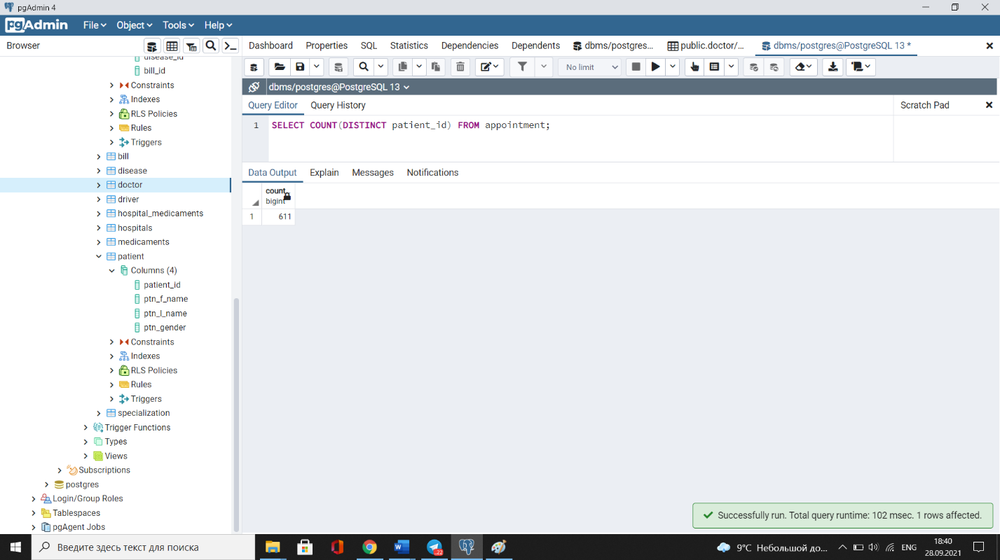 pgAdmin 4
pgAdmin File Object Tools Help
Browser
Dashboard Properties SQL Statistics Dependencies Dependents dbms/postgres... public.doctor/... dbms/postgres@PostgreSQL 13 *
disease_id
bill_id
Constraints
Indexes
RLS Policies
Rules
Triggers
bill
disease
doctor
driver
hospital_medicaments
hospitals
medicaments
patient
Columns (4)
patient_id
ptn_f_name
ptn_l_name
ptn_gender
Constraints
Indexes
RLS Policies
Rules
Triggers
specialization
Trigger Functions
Types
Views
Subscriptions
postgres
Login/Group Roles
Tablespaces
pgAgent Jobs
No limit
dbms/postgres@PostgreSQL 13
Query Editor Query History
Scratch Pad
1 SELECT COUNT(DISTINCT patient_id) FROM appointment;
Data Output Explain Messages Notifications
count
bigint
1 611
Successfully run. Total query runtime: 102 msec. 1 rows affected.
Введите здесь текст для поиска
22
9°C Небольшой до...
ENG
18:40
28.09.2021